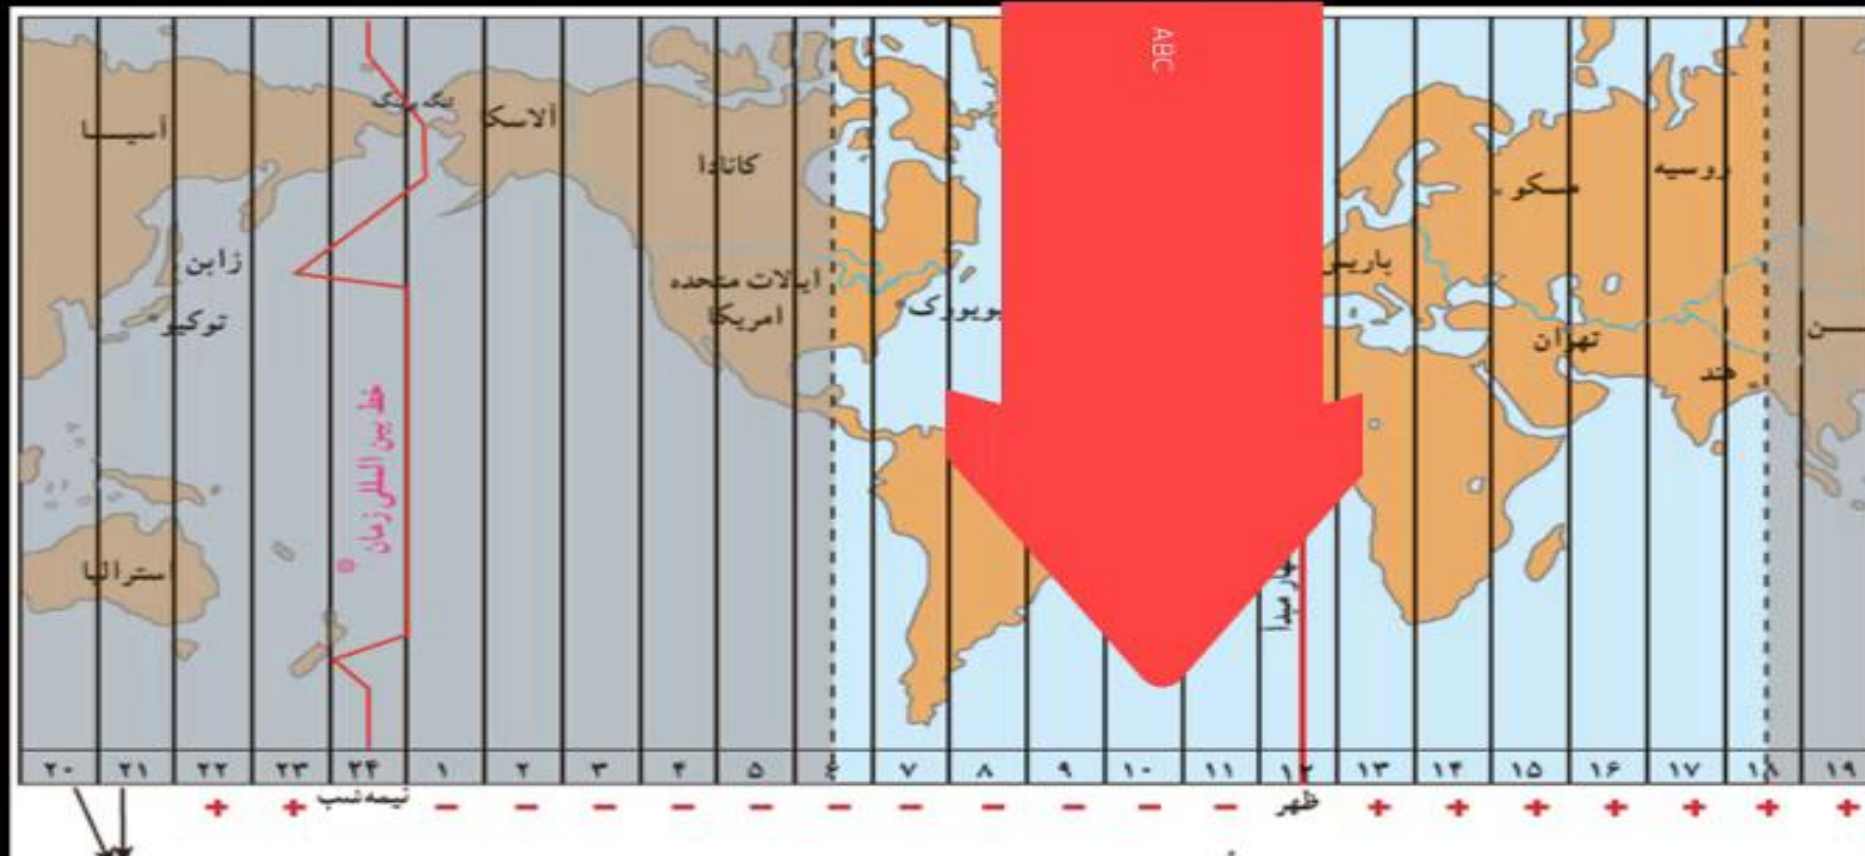 ABC
آسیا
تنگ برینگ
آلاسکا
کانادا
روسیه
مسکو
ژاپن
توکیو
ایالات متحده
امریکا
پاریس
تهران
هند
استرالیا
خط بین المللی زمان
مبدأ
۲۰ ۲۱ ۲۲ ۲۳ ۲۴ ۱ ۲ ۳ ۴ ۵ ۶ ۷ ۸ ۹ ۱۰ ۱۱ ۱۲ ۱۳ ۱۴ ۱۵ ۱۶ ۱۷ ۱۸ ۱۹
+ + نیمه شب - - - - - - - - - - - ظهر + + + + + + +